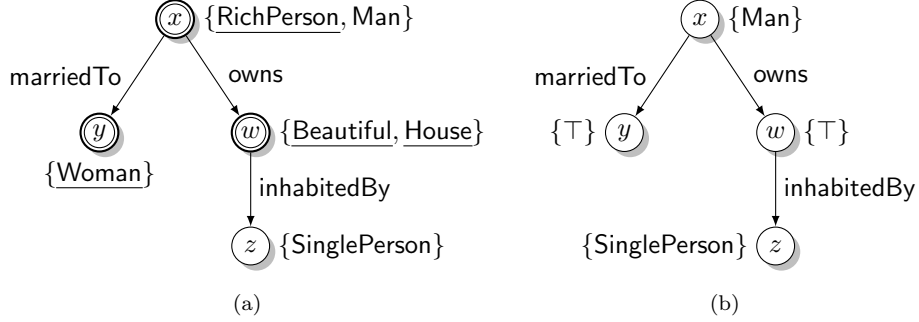 x {RichPerson, Man}
marriedTo owns
y w {Beautiful, House}
{Woman}
inhabitedBy
z {SinglePerson}
(a)
x {Man}
marriedTo owns
{⊤} y w {⊤}
inhabitedBy
{SinglePerson} z
(b)